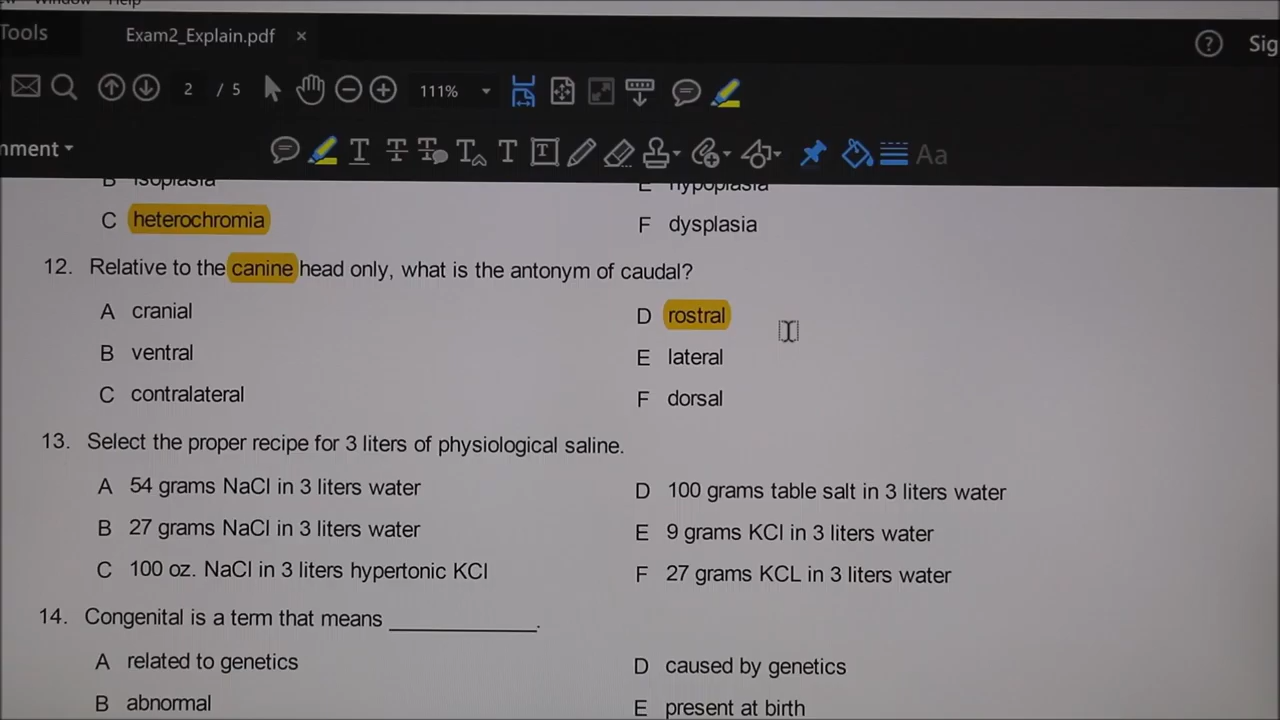 Window Help
Tools Exam2_Explain.pdf × ? Sig
2 / 5 111%
mment T T T T T T Aa
B isoplasia E hypoplasia
C heterochromia F dysplasia
12. Relative to the canine head only, what is the antonym of caudal?
A cranial D rostral
B ventral E lateral
C contralateral F dorsal
13. Select the proper recipe for 3 liters of physiological saline.
A 54 grams NaCl in 3 liters water D 100 grams table salt in 3 liters water
B 27 grams NaCl in 3 liters water E 9 grams KCl in 3 liters water
C 100 oz. NaCl in 3 liters hypertonic KCl F 27 grams KCL in 3 liters water
14. Congenital is a term that means ____________.
A related to genetics D caused by genetics
B abnormal E present at birth